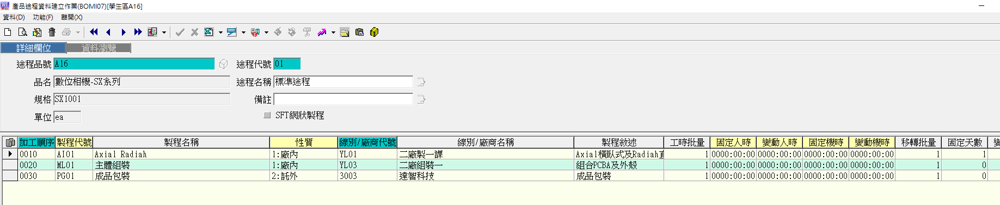 產品途程資料建立作業(BOMI07)[學生區A16]
資料(D) 功能(F) 離開(X)
詳細欄位 資料瀏覽
途程品號 A16 途程代號 01
品名 數位相機-SX系列 途程名稱 標準途程
規格 SX1001 備註
單位 ea SFT網狀製程
加工順序 製程代號 製程名稱 性質 線別/廠商代號 線別/廠商名稱 製程敘述 工時批量 固定人時 變動人時 固定機時 變動機時 移轉批量 固定天數
0010 AI01 Axial Radiah 1:廠內 YL01 二廠製一課 Axial橫臥式及Radiah 1 0000:00:00 0000:00:00 0000:00:00 0000:00:00 1 1
0020 ML01 主體組裝 1:廠內 YL03 二廠組裝一 組合PCBA及外殼 1 0000:00:00 0000:00:00 0000:00:00 0000:00:00 1 0
0030 PG01 成品包裝 2:託外 3003 達智科技 成品包裝 1 0000:00:00 0000:00:00 0000:00:00 0000:00:00 1 0